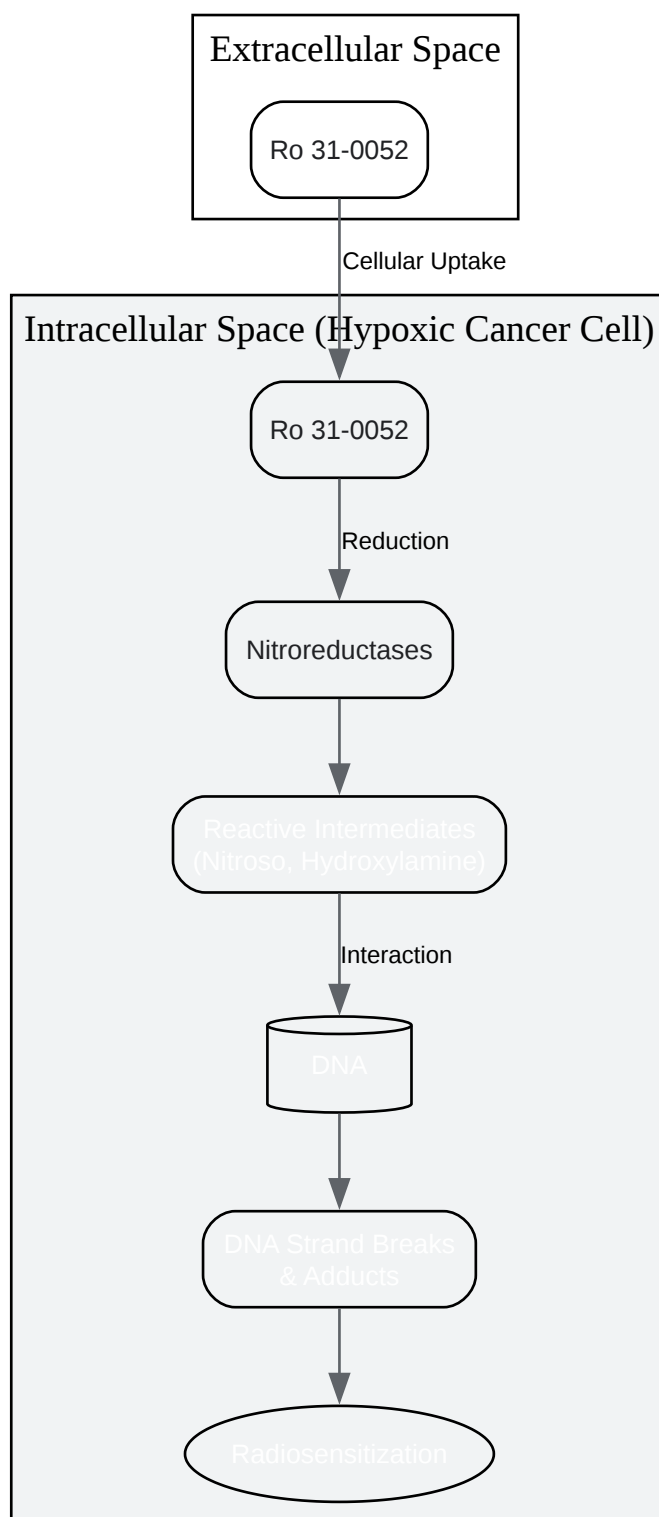 Extracellular Space
Ro 31-0052
Cellular Uptake
Intracellular Space (Hypoxic Cancer Cell)
Ro 31-0052
Reduction
Nitroreductases
Reactive Intermediates
(Nitroso, Hydroxylamine)
Interaction
DNA
DNA Strand Breaks
& Adducts
Radiosensitization